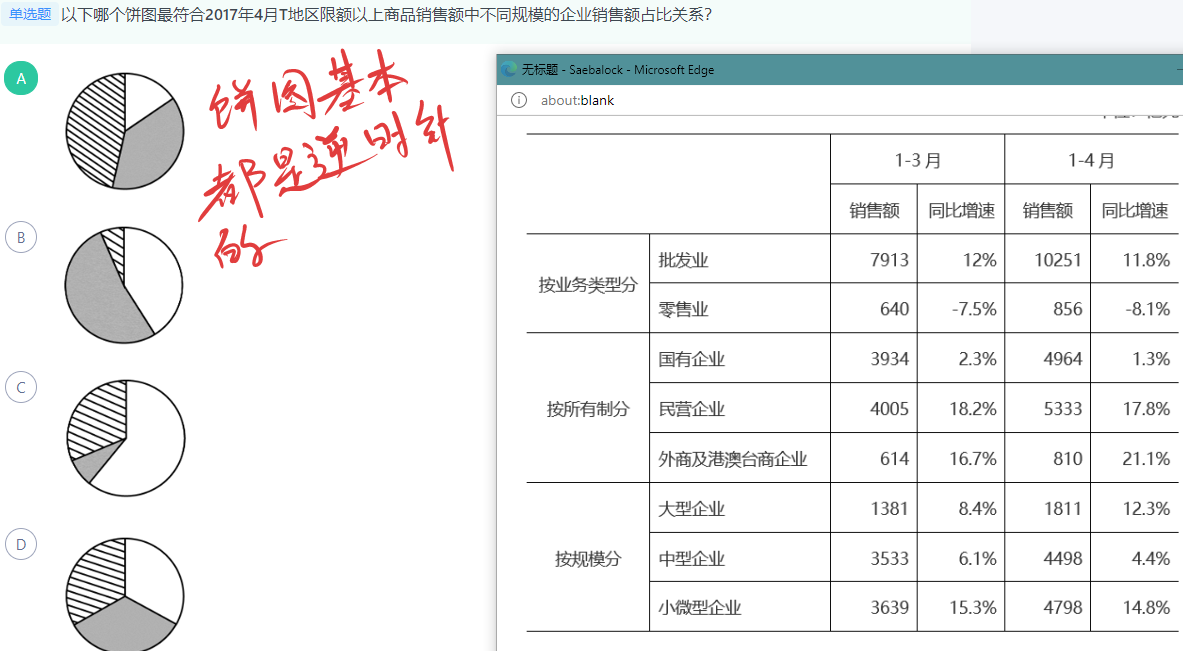 单选题 以下哪个饼图最符合2017年4月T地区限额以上商品销售额中不同规模的企业销售额占比关系？
A
B
C
D
饼图基本
都是逆时针
的
无标题 - Saebalock - Microsoft Edge
about:blank
1-3 月 1-4 月
销售额 同比增速 销售额 同比增速
按业务类型分
批发业 7913 12% 10251 11.8%
零售业 640 -7.5% 856 -8.1%
按所有制分
国有企业 3934 2.3% 4964 1.3%
民营企业 4005 18.2% 5333 17.8%
外商及港澳台商企业 614 16.7% 810 21.1%
按规模分
大型企业 1381 8.4% 1811 12.3%
中型企业 3533 6.1% 4498 4.4%
小微型企业 3639 15.3% 4798 14.8%